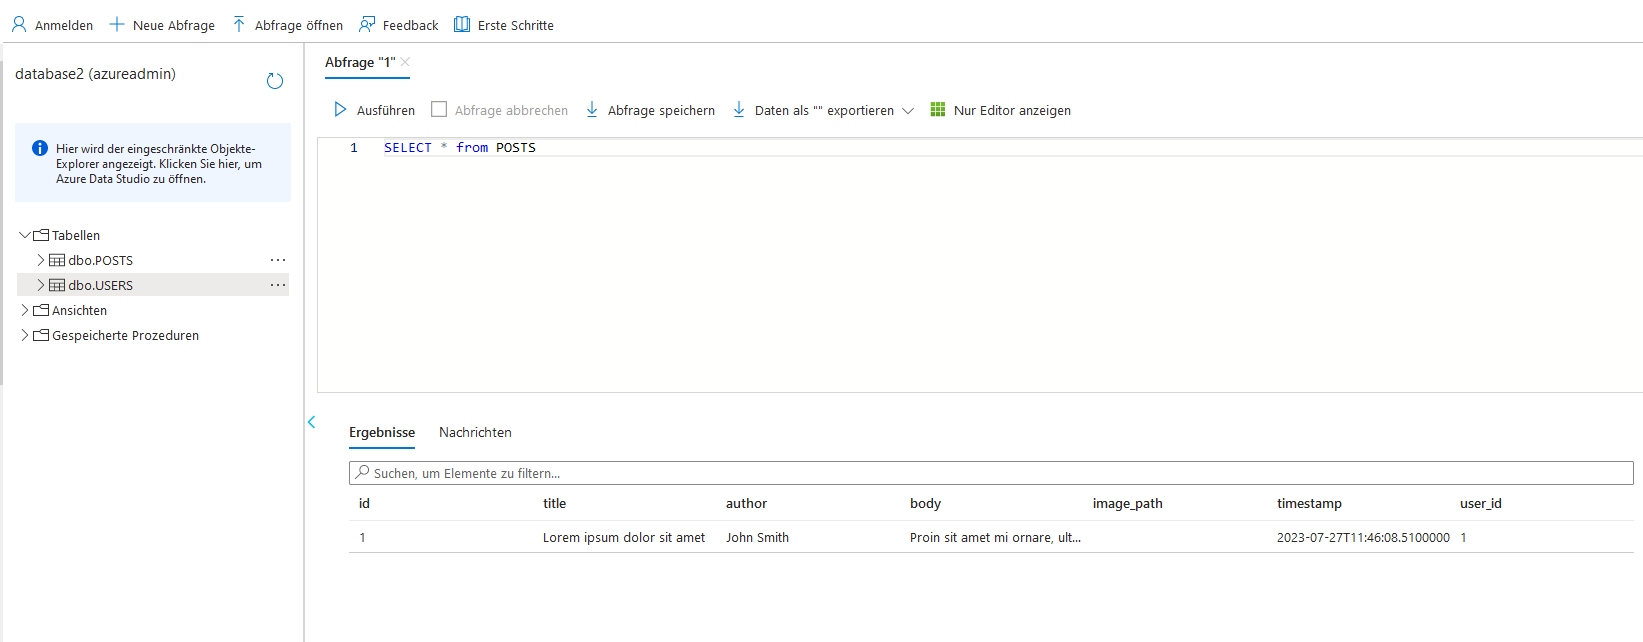 Anmelden Neue Abfrage Abfrage öffnen Feedback Erste Schritte
database2 (azureadmin)
Hier wird der eingeschränkte Objekte-
Explorer angezeigt. Klicken Sie hier, um
Azure Data Studio zu öffnen.
Tabellen
dbo.POSTS ...
dbo.USERS ...
Ansichten
Gespeicherte Prozeduren
Abfrage "1"
Ausführen Abfrage abbrechen Abfrage speichern Daten als "" exportieren Nur Editor anzeigen
1 SELECT * from POSTS
Ergebnisse Nachrichten
Suchen, um Elemente zu filtern...
id title author body image_path timestamp user_id
1 Lorem ipsum dolor sit amet John Smith Proin sit amet mi ornare, ult... 2023-07-27T11:46:08.5100000 1